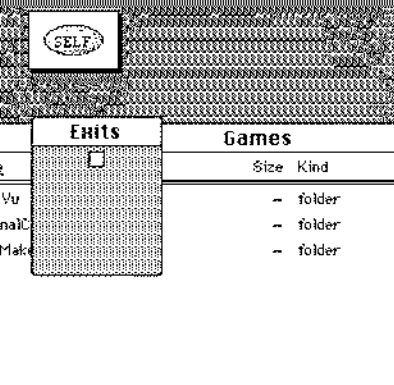 SELF
Exits
Games
Size Kind
Vu -- folder
-- folder
-- folder